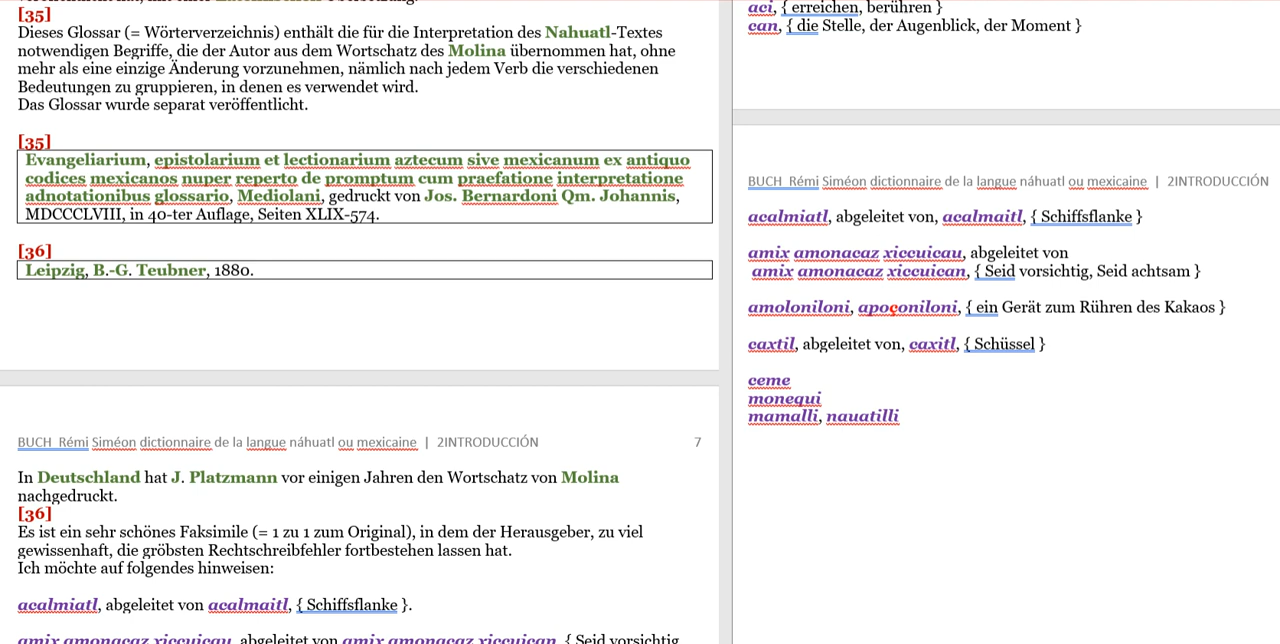 [35]
Dieses Glossar (= Wörterverzeichnis) enthält die für die Interpretation des Nahuatl-Textes
notwendigen Begriffe, die der Autor aus dem Wortschatz des Molina übernommen hat, ohne
mehr als eine einzige Änderung vorzunehmen, nämlich nach jedem Verb die verschiedenen
Bedeutungen zu gruppieren, in denen es verwendet wird.
Das Glossar wurde separat veröffentlicht.
[35]
Evangeliarium, epistolarium et lectionarium aztecum sive mexicanum ex antiquo
codices mexicanos nuper reperto de promptum cum praefatione interpretatione
adnotationibus glossario, Mediolani, gedruckt von Jos. Bernardoni Qm. Johannis,
MDCCCLVIII, in 40-ter Auflage, Seiten XLIX-574.
[36]
Leipzig, B.-G. Teubner, 1880.
BUCH_Rémi Siméon dictionnaire de la langue náhuatl ou mexicaine | 2INTRODUCCIÓN 7
In Deutschland hat J. Platzmann vor einigen Jahren den Wortschatz von Molina
nachgedruckt.
[36]
Es ist ein sehr schönes Faksimile (= 1 zu 1 zum Original), in dem der Herausgeber, zu viel
gewissenhaft, die gröbsten Rechtschreibfehler fortbestehen lassen hat.
Ich möchte auf folgendes hinweisen:
acalmiatl, abgeleitet von acalmaitl, { Schiffsflanke }.
amix amonacaz xiccuicau, abgeleitet von amix amonacaz xiccuican, { Seid vorsichtig,
aci, { erreichen, berühren }
can, { die Stelle, der Augenblick, der Moment }
BUCH_Rémi Siméon dictionnaire de la langue náhuatl ou mexicaine | 2INTRODUCCIÓN
acalmiatl, abgeleitet von, acalmaitl, { Schiffsflanke }
amix amonacaz xiccuicau, abgeleitet von
amix amonacaz xiccuican, { Seid vorsichtig, Seid achtsam }
amoloniloni, apoçoniloni, { ein Gerät zum Rühren des Kakaos }
caxtil, abgeleitet von, caxitl, { Schüssel }
ceme
monequi
mamalli, nauatilli